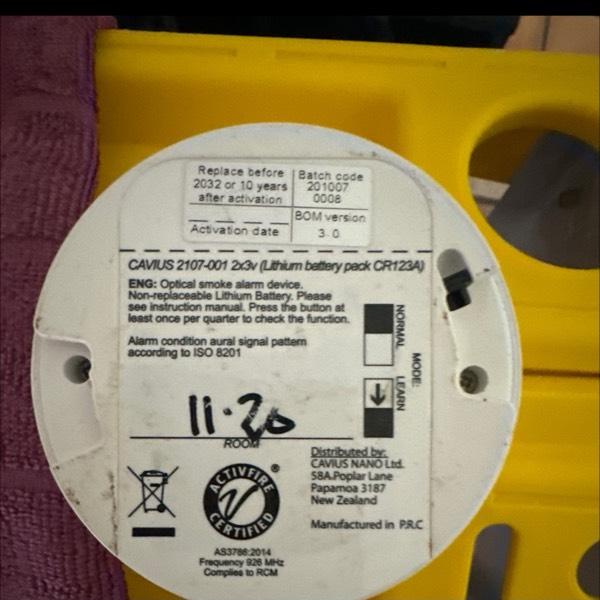 Replace before
2032 or 10 years
after activation
Batch code
201007
0008
Activation date
BOM version
3.0
CAVIUS 2107-001 2x3v (Lithium battery pack CR123A)
ENG: Optical smoke alarm device.
Non-replaceable Lithium Battery. Please
see instruction manual. Press the button at
least once per quarter to check the function.
Alarm condition aural signal pattern
according to ISO 8201
NORMAL
MODE:
LEARN
11·20
ROOM
ACTIVFIRE
CERTIFIED
®
AS3786:2014
Frequency 926 MHz
Complies to RCM
Distributed by:
CAVIUS NANO Ltd.
58A.Poplar Lane
Papamoa 3187
New Zealand
Manufactured in P.R.C